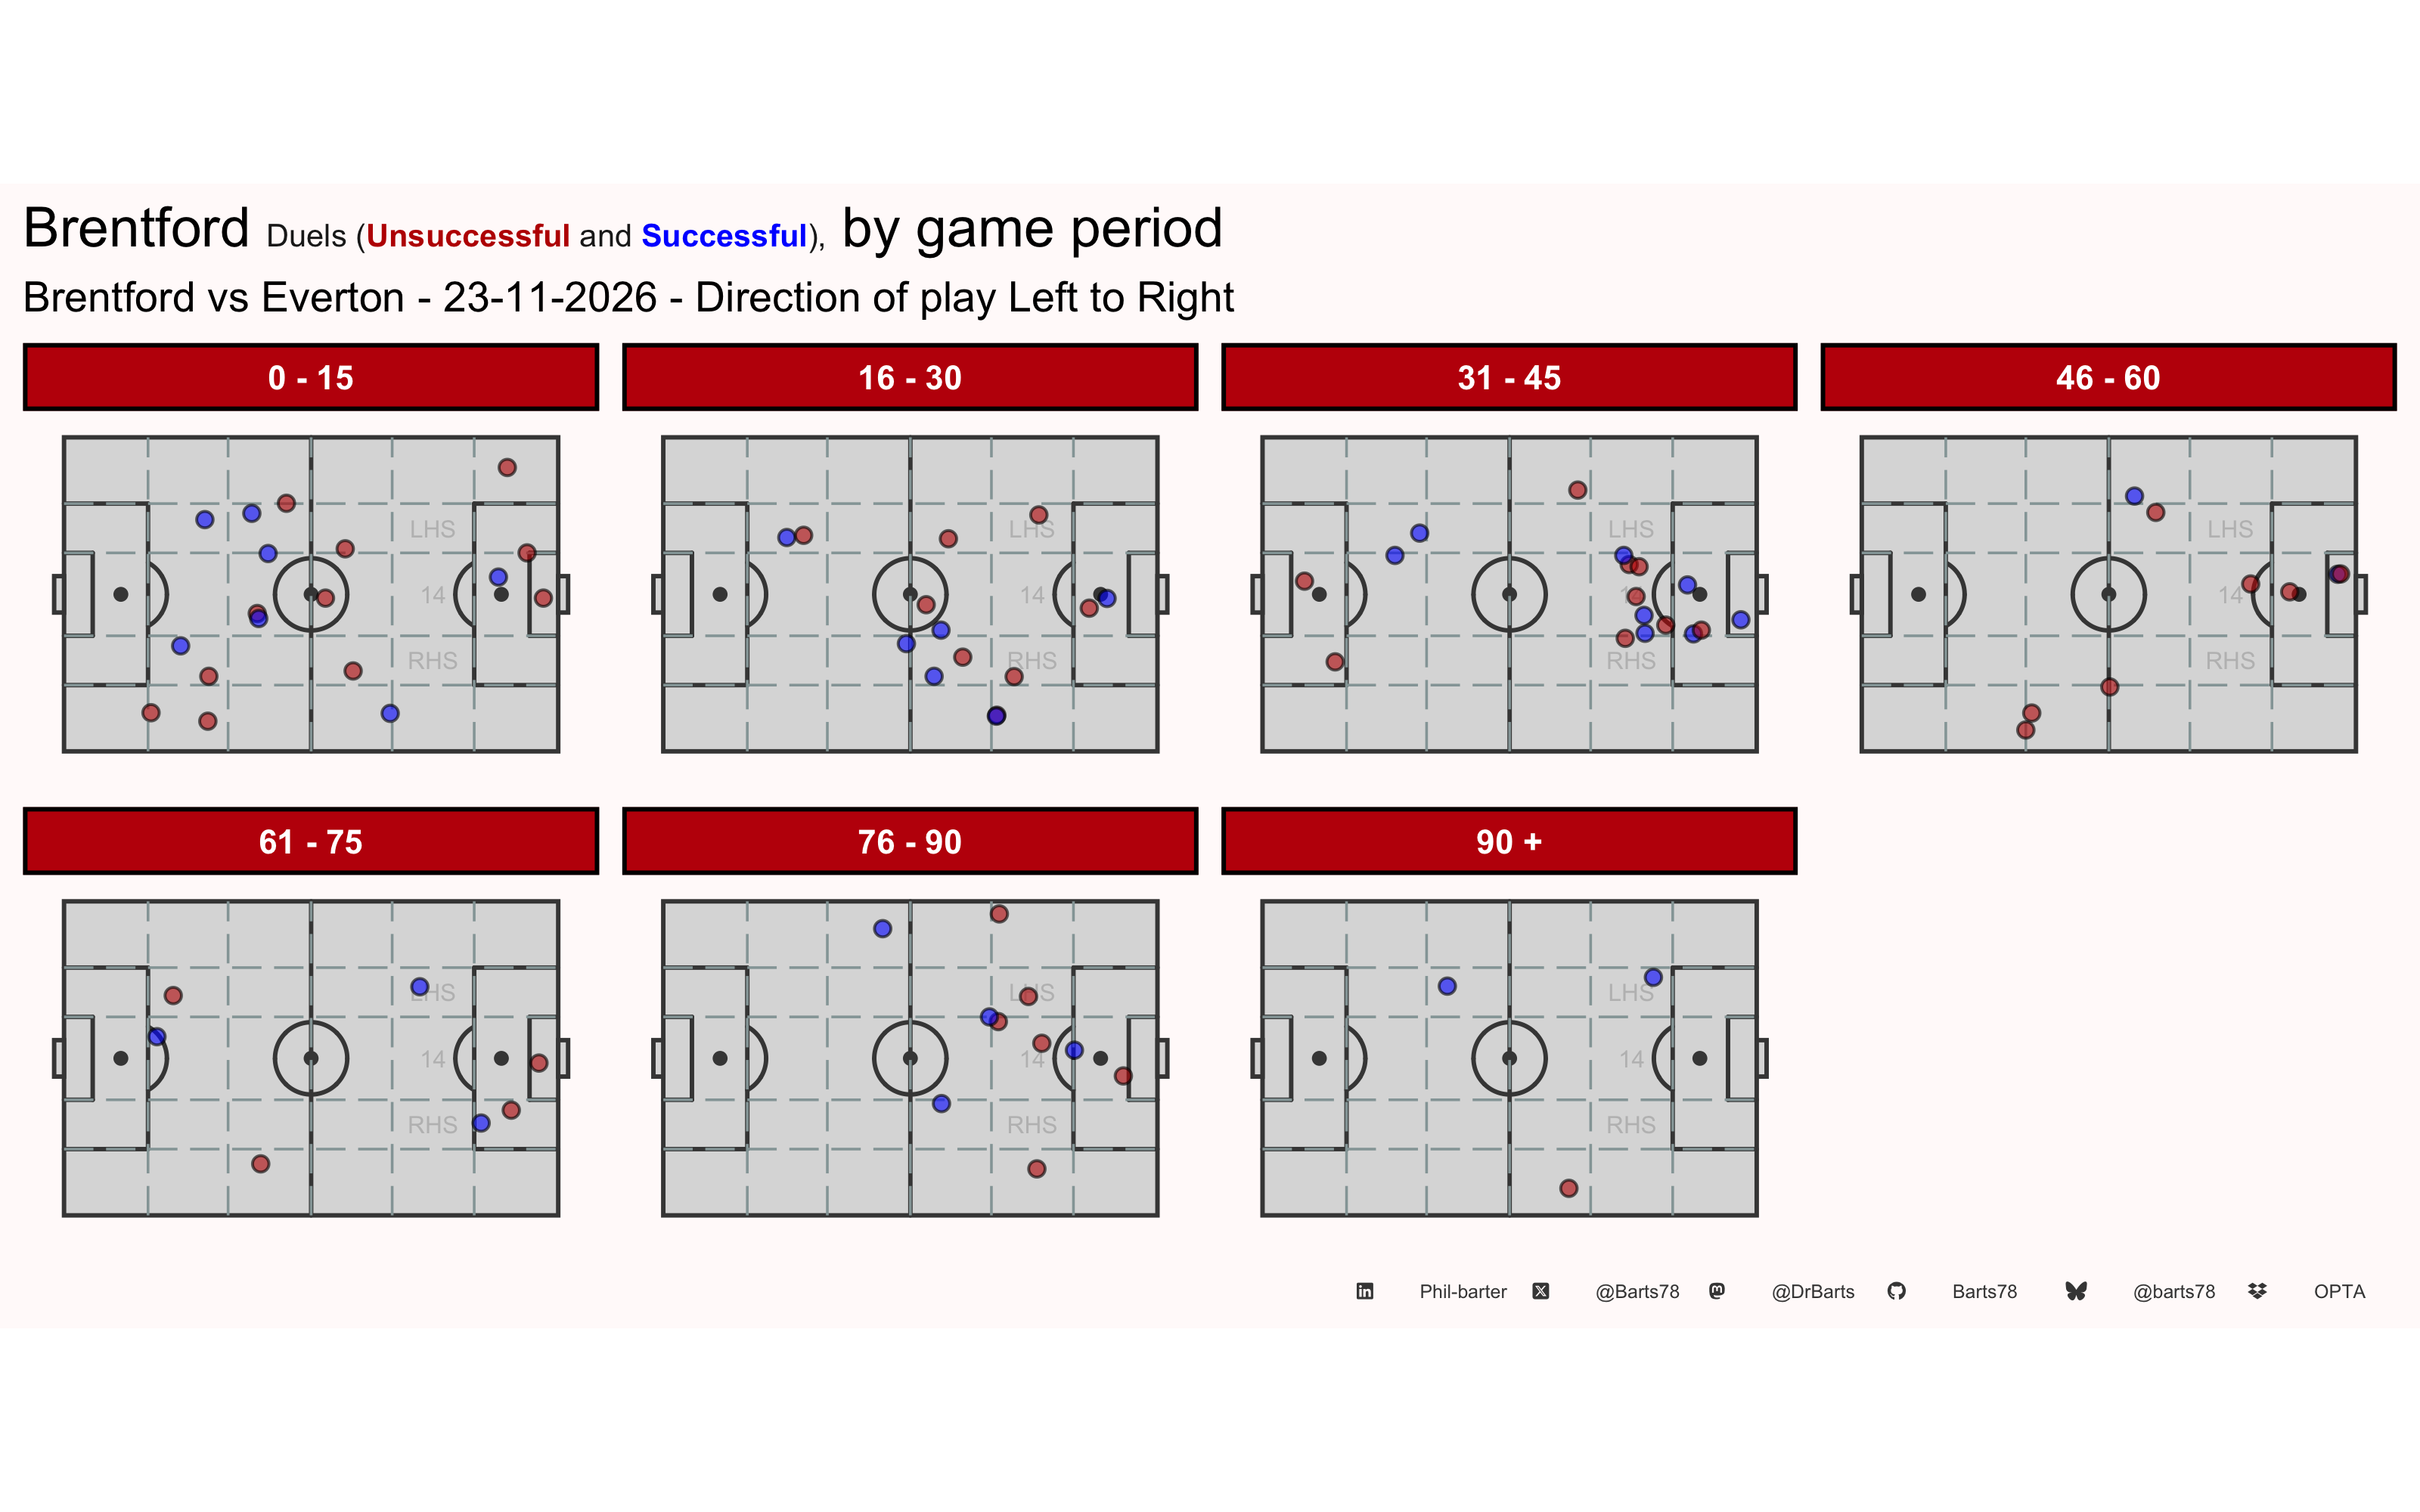 Brentford Duels (Unsuccessful and Successful), by game period
Brentford vs Everton - 23-11-2026 - Direction of play Left to Right
0 - 15
16 - 30
31 - 45
46 - 60
LHS
LHS
LHS
LHS
14
14
14
14
RHS
RHS
RHS
RHS
61 - 75
76 - 90
90 +
LHS
LHS
LHS
14
14
14
RHS
RHS
RHS
Phil-barter @Barts78 @DrBarts Barts78 @barts78 OPTA